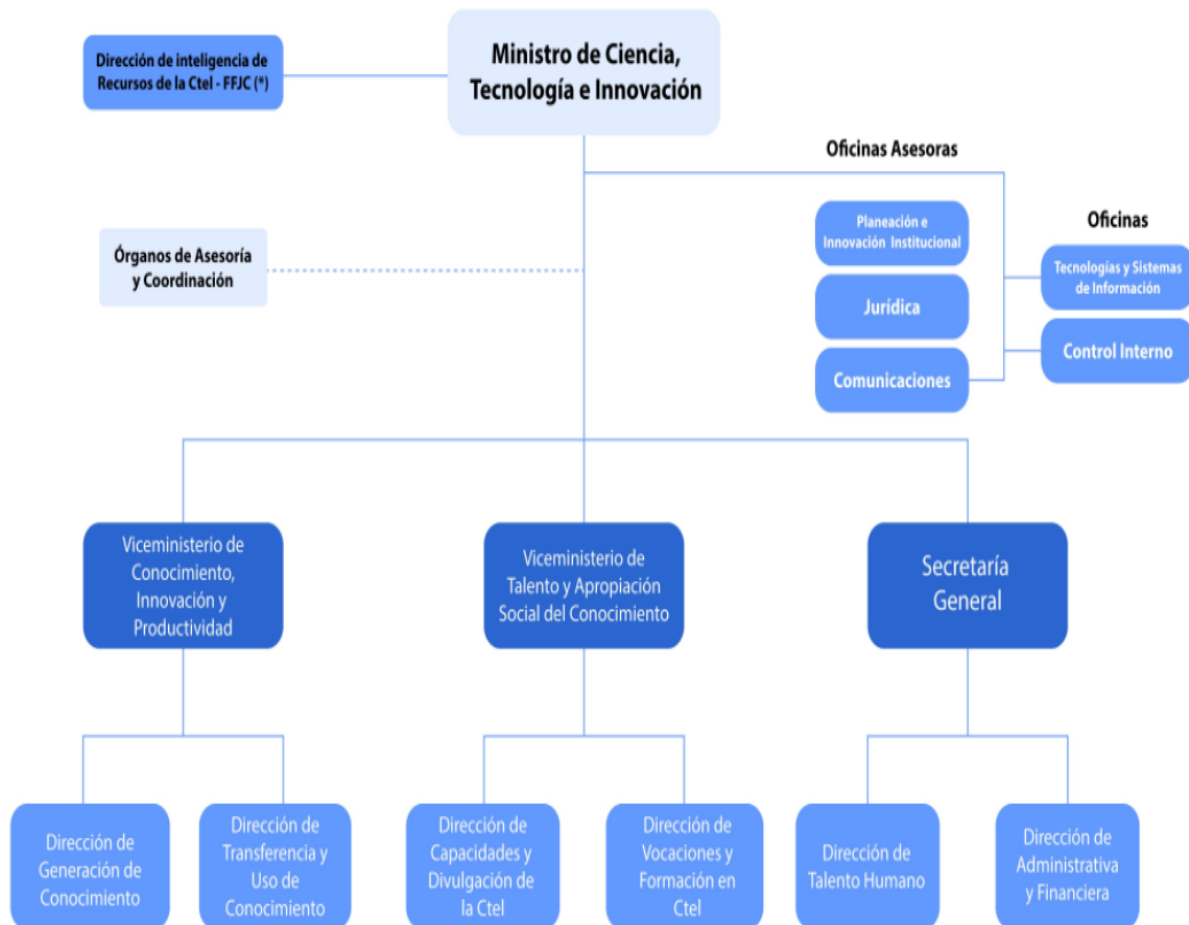 Dirección de inteligencia de
Recursos de la Ctel - FFJC (*)
Ministro de Ciencia,
Tecnología e Innovación
Oficinas Asesoras
Planeación e
Innovación Institucional
Jurídica
Comunicaciones
Oficinas
Tecnologías y Sistemas
de Información
Control Interno
Órganos de Asesoría
y Coordinación
Viceministerio de
Conocimiento,
Innovación y
Productividad
Viceministerio de
Talento y Apropiación
Social del Conocimiento
Secretaría
General
Dirección de
Generación de
Conocimiento
Dirección de
Transferencia y
Uso de
Conocimiento
Dirección de
Capacidades y
Divulgación de
la Ctel
Dirección de
Vocaciones y
Formación en
Ctel
Dirección de
Talento Humano
Dirección de
Administrativa
y Financiera